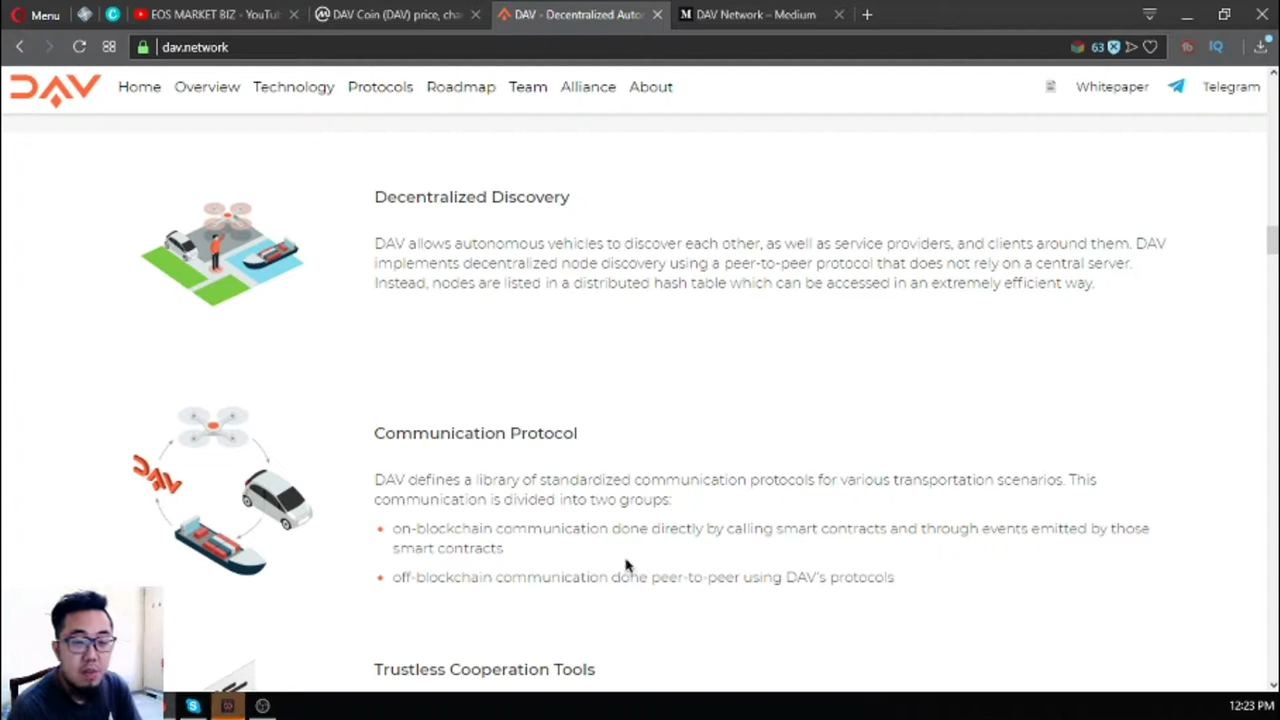 Menu
EOS MARKET BIZ - YouTu
DAV Coin (DAV) price, cha
DAV - Decentralized Auto
M DAV Network – Medium
dav.network
63
IQ
DAV
Home
Overview
Technology
Protocols
Roadmap
Team
Alliance
About
Whitepaper
Telegram
Decentralized Discovery
DAV allows autonomous vehicles to discover each other, as well as service providers, and clients around them. DAV
implements decentralized node discovery using a peer-to-peer protocol that does not rely on a central server.
Instead, nodes are listed in a distributed hash table which can be accessed in an extremely efficient way.
DAV
Communication Protocol
DAV defines a library of standardized communication protocols for various transportation scenarios. This
communication is divided into two groups:
on-blockchain communication done directly by calling smart contracts and through events emitted by those
smart contracts
off-blockchain communication done peer-to-peer using DAV's protocols
Trustless Cooperation Tools
12:23 PM